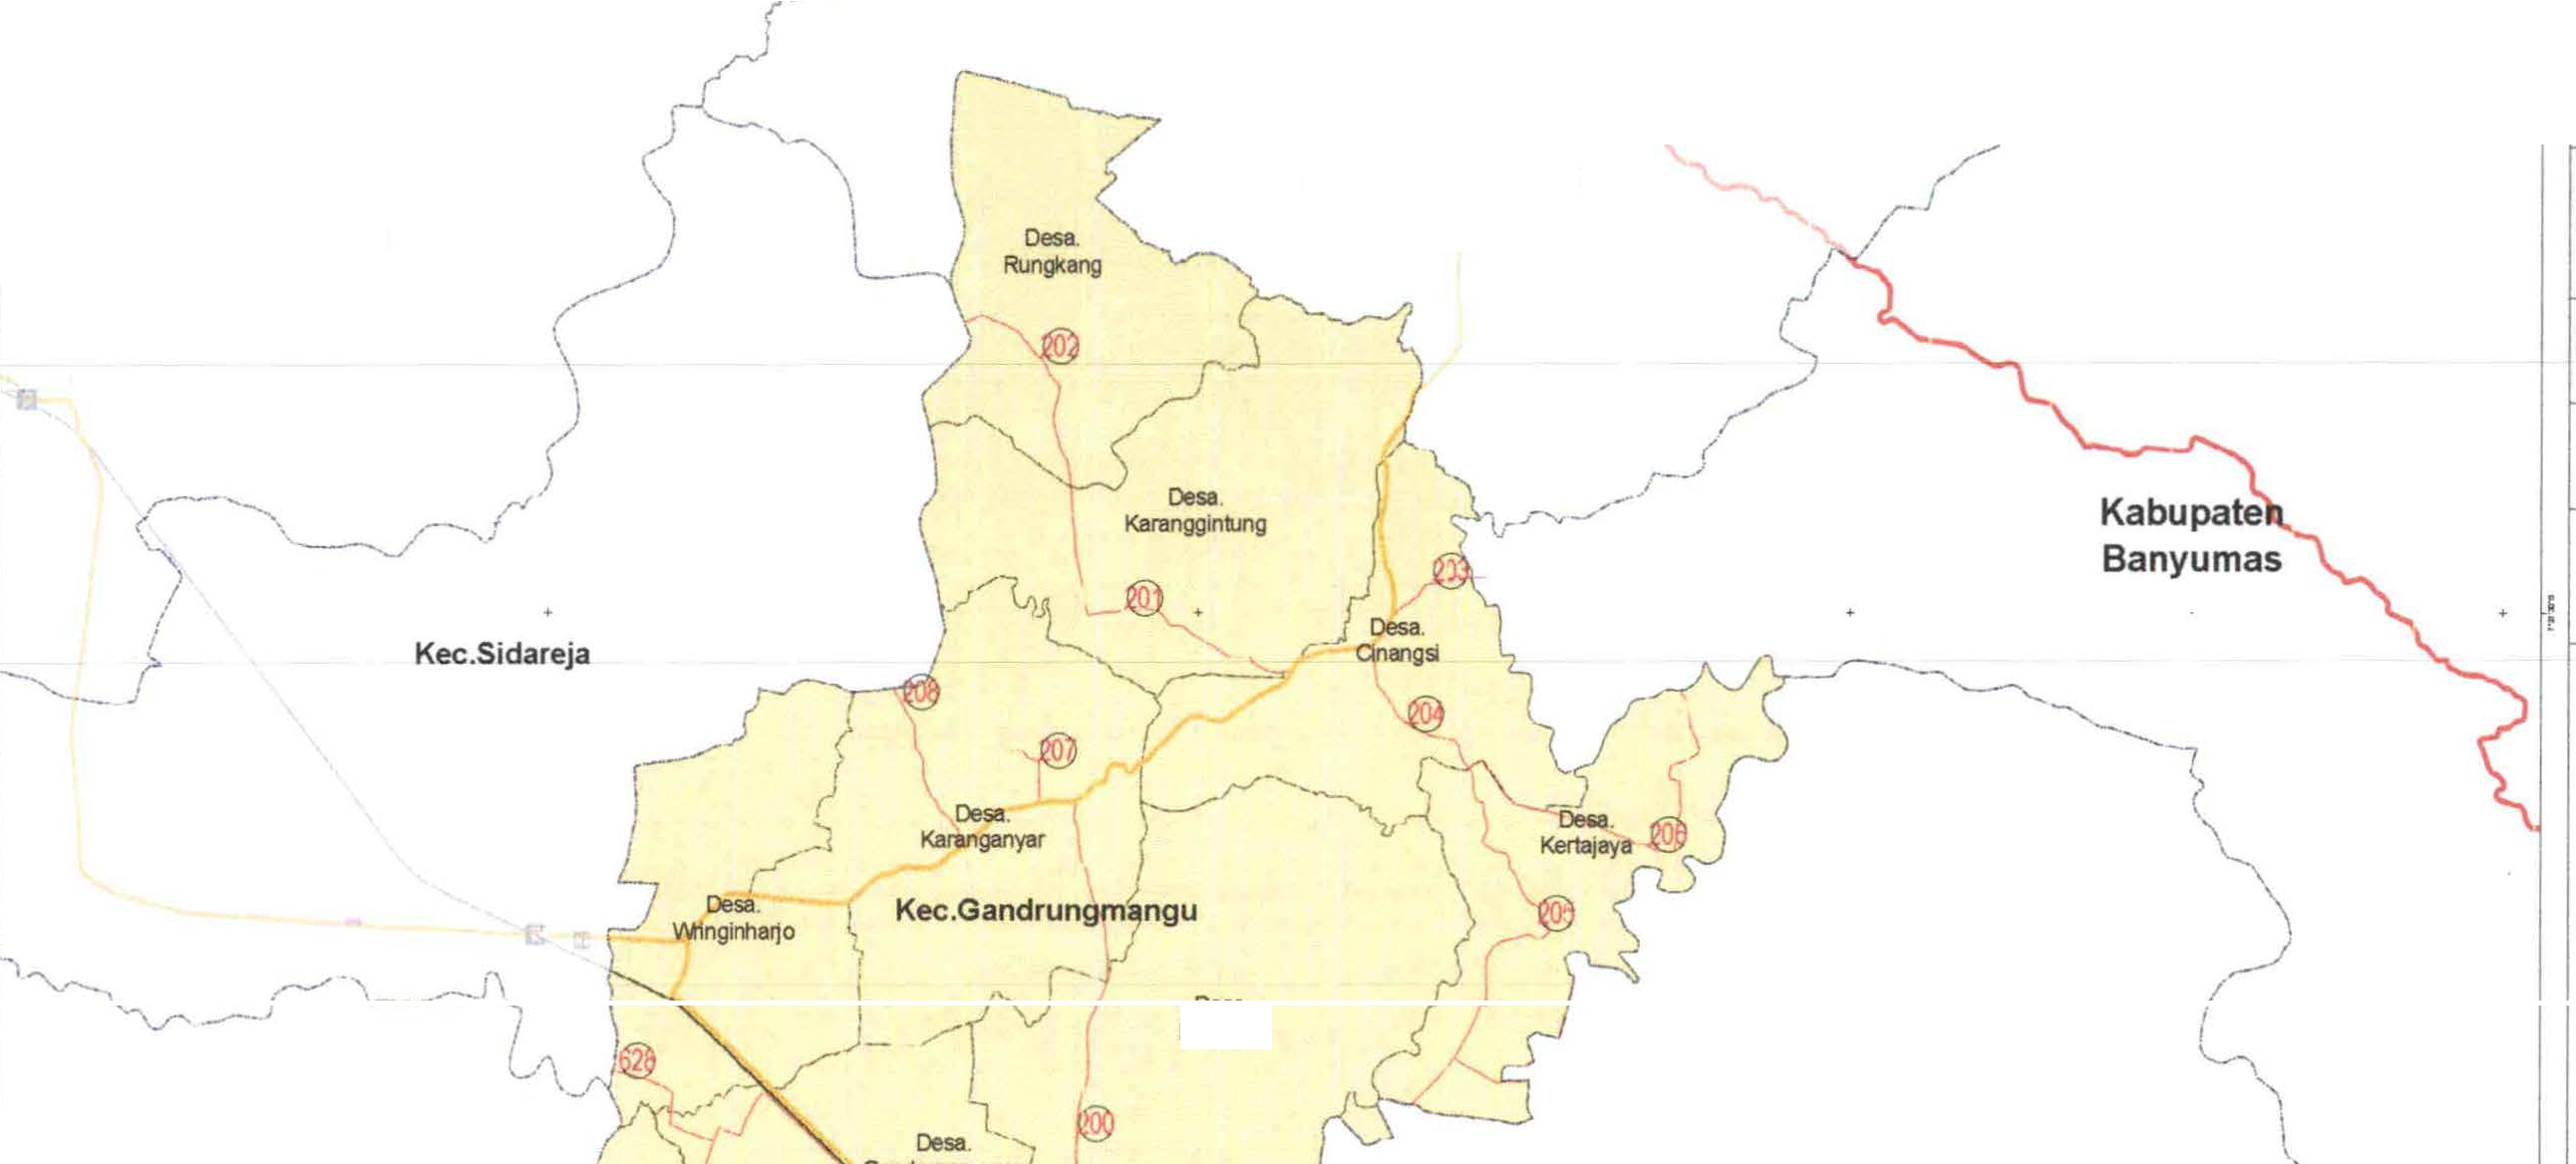 Desa.
Rungkang
202
Desa.
Karanggintung
Kabupaten
Banyumas
203
201
Desa.
Cinangsi
Kec.Sidareja
208
204
207
Desa.
Karanganyar
Desa.
Kertajaya
206
Desa.
Wringinharjo
Kec.Gandrungmangu
205
628
200
Desa.